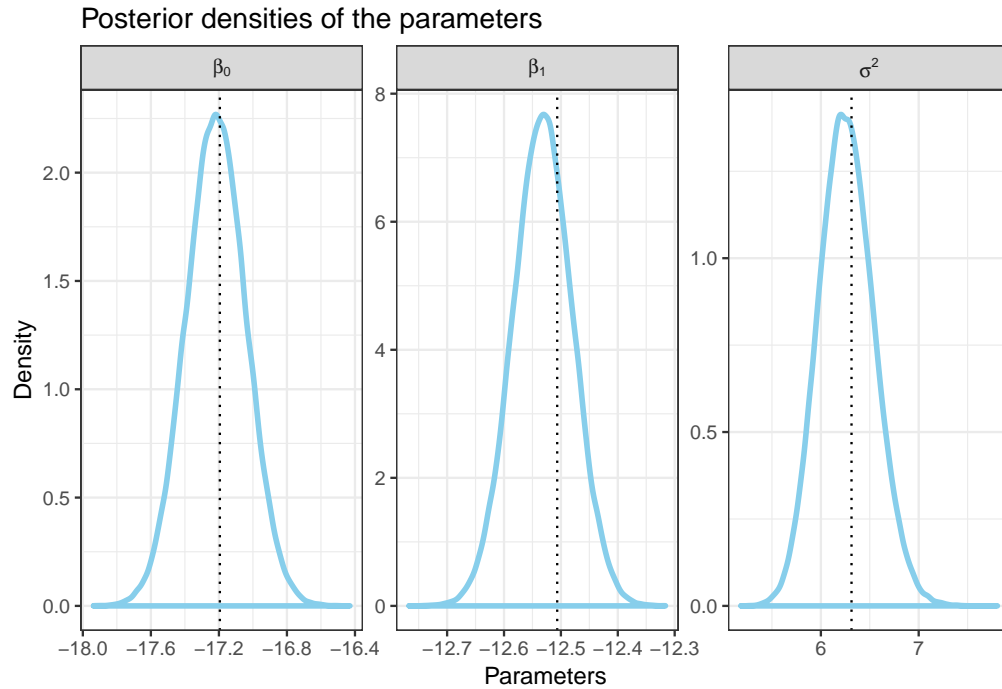 Posterior densities of the parameters
β₀ β₁ σ²
Density
2.0
1.5
1.0
0.5
0.0
8
6
4
2
0
1.0
0.5
0.0
−18.0 −17.6 −17.2 −16.8 −16.4 −12.7 −12.6 −12.5 −12.4 −12.3 6 7
Parameters